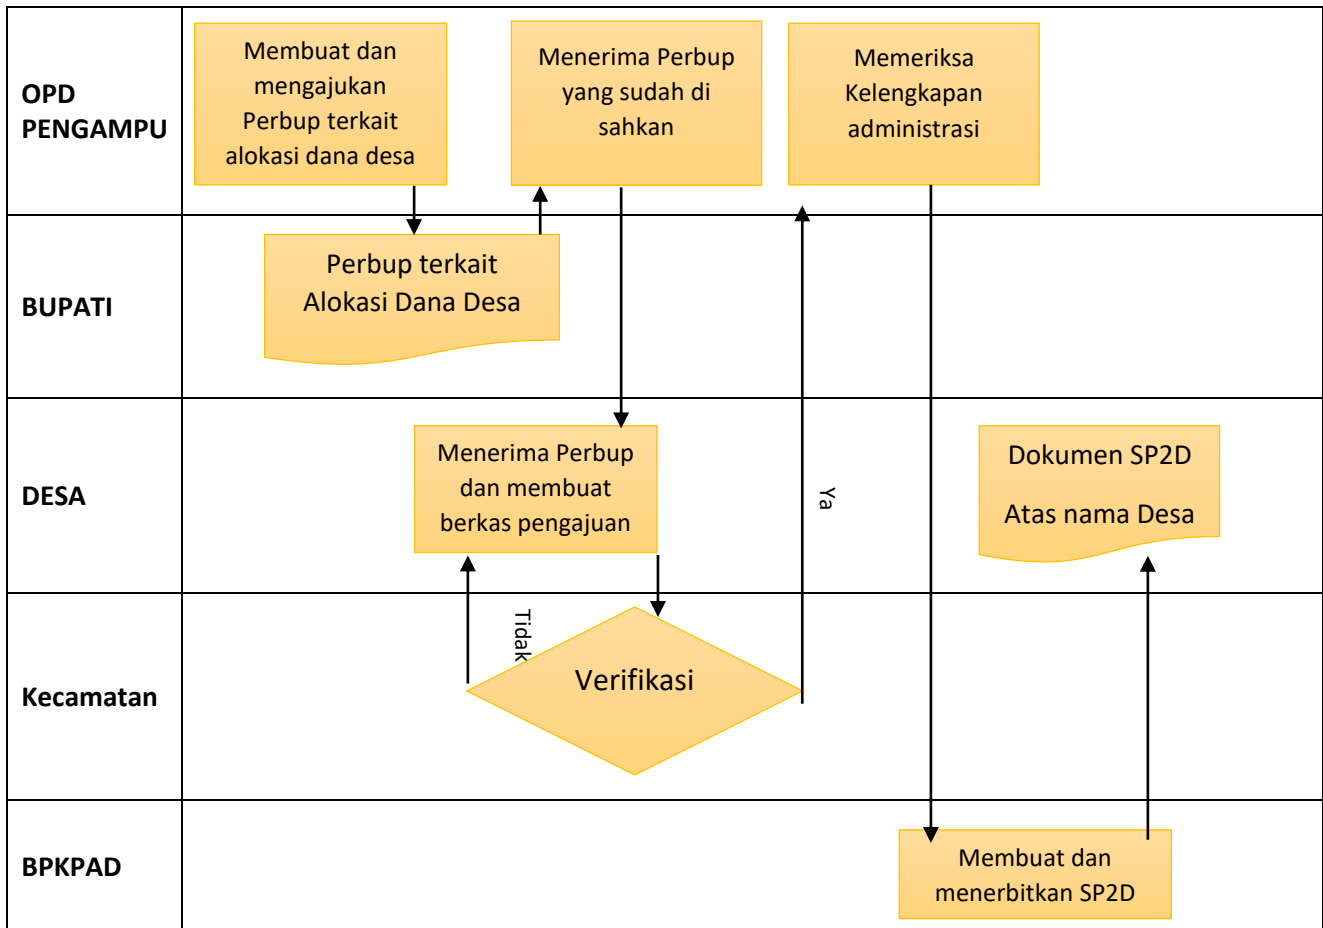 OPD
PENGAMPU
Membuat dan
mengajukan
Perbup terkait
alokasi dana desa
Menerima Perbup
yang sudah di
sahkan
Memeriksa
Kelengkapan
administrasi
BUPATI
Perbup terkait
Alokasi Dana Desa
DESA
Menerima Perbup
dan membuat
berkas pengajuan
Ya
Dokumen SP2D
Atas nama Desa
Kecamatan
Tidak
Verifikasi
BPKPAD
Membuat dan
menerbitkan SP2D